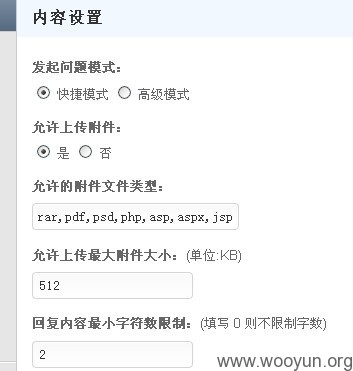 内容设置
发起问题模式:
快捷模式 高级模式
允许上传附件:
是 否
允许的附件文件类型:
rar,pdf,psd,php,asp,aspx,jsp
允许上传最大附件大小:(单位:KB)
512
回复内容最小字符数限制:(填写 0 则不限制字数)
2
www.wooyun.org